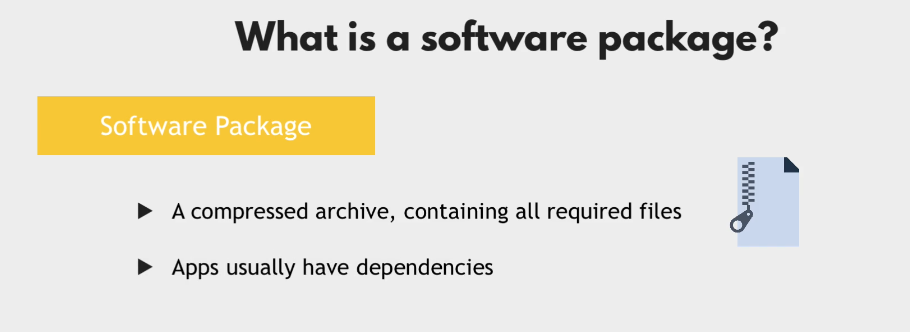 What is a software package?
Software Package
A compressed archive, containing all required files
Apps usually have dependencies